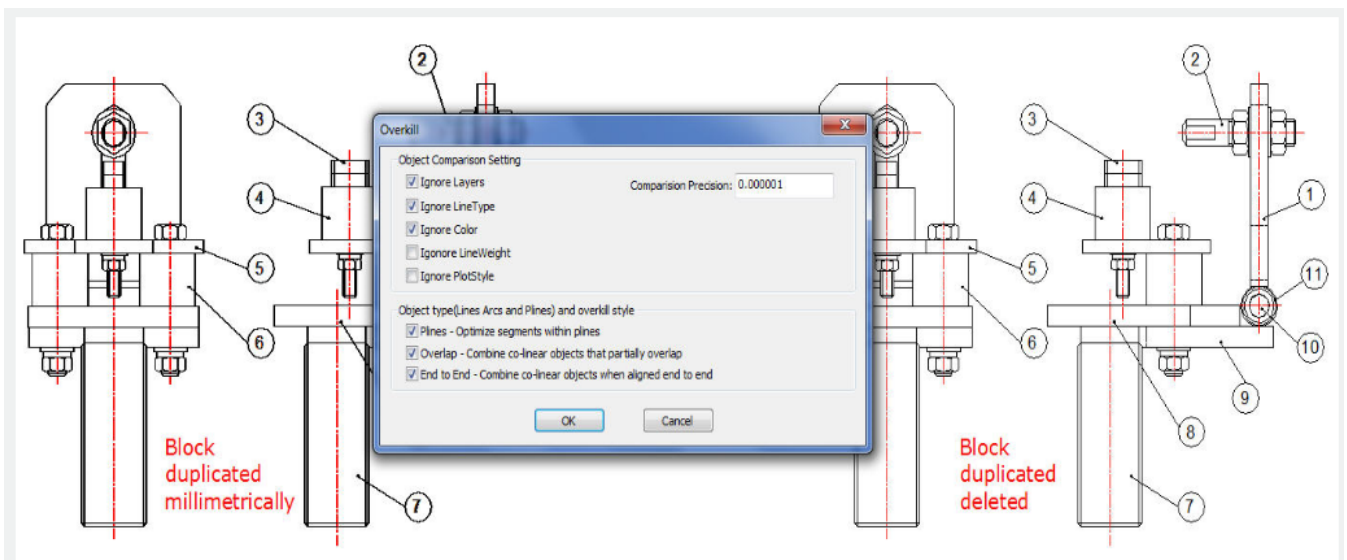 2
2
Overkill
X
3
3
Object Comparison Setting
Ignore Layers
Comparision Precision: 0.000001
4
4
1
Ignore LineType
Ignore Color
Igonore LineWeight
5
5
11
Ignore PlotStyle
Object type(Lines Arcs and Plines) and overkill style
6
6
10
Plines - Optimize segments within plines
Overlap - Combine co-linear objects that partially overlap
End to End - Combine co-linear objects when aligned end to end
9
OK
Cancel
8
Block
duplicated
millimetrically
Block
duplicated
deleted
7
7